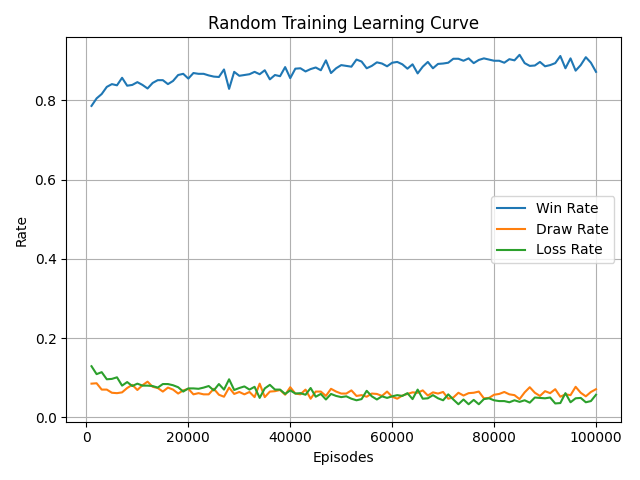 Random Training Learning Curve
Rate
0.8
0.6
0.4
0.2
0.0
Win Rate
Draw Rate
Loss Rate
0 20000 40000 60000 80000 100000
Episodes